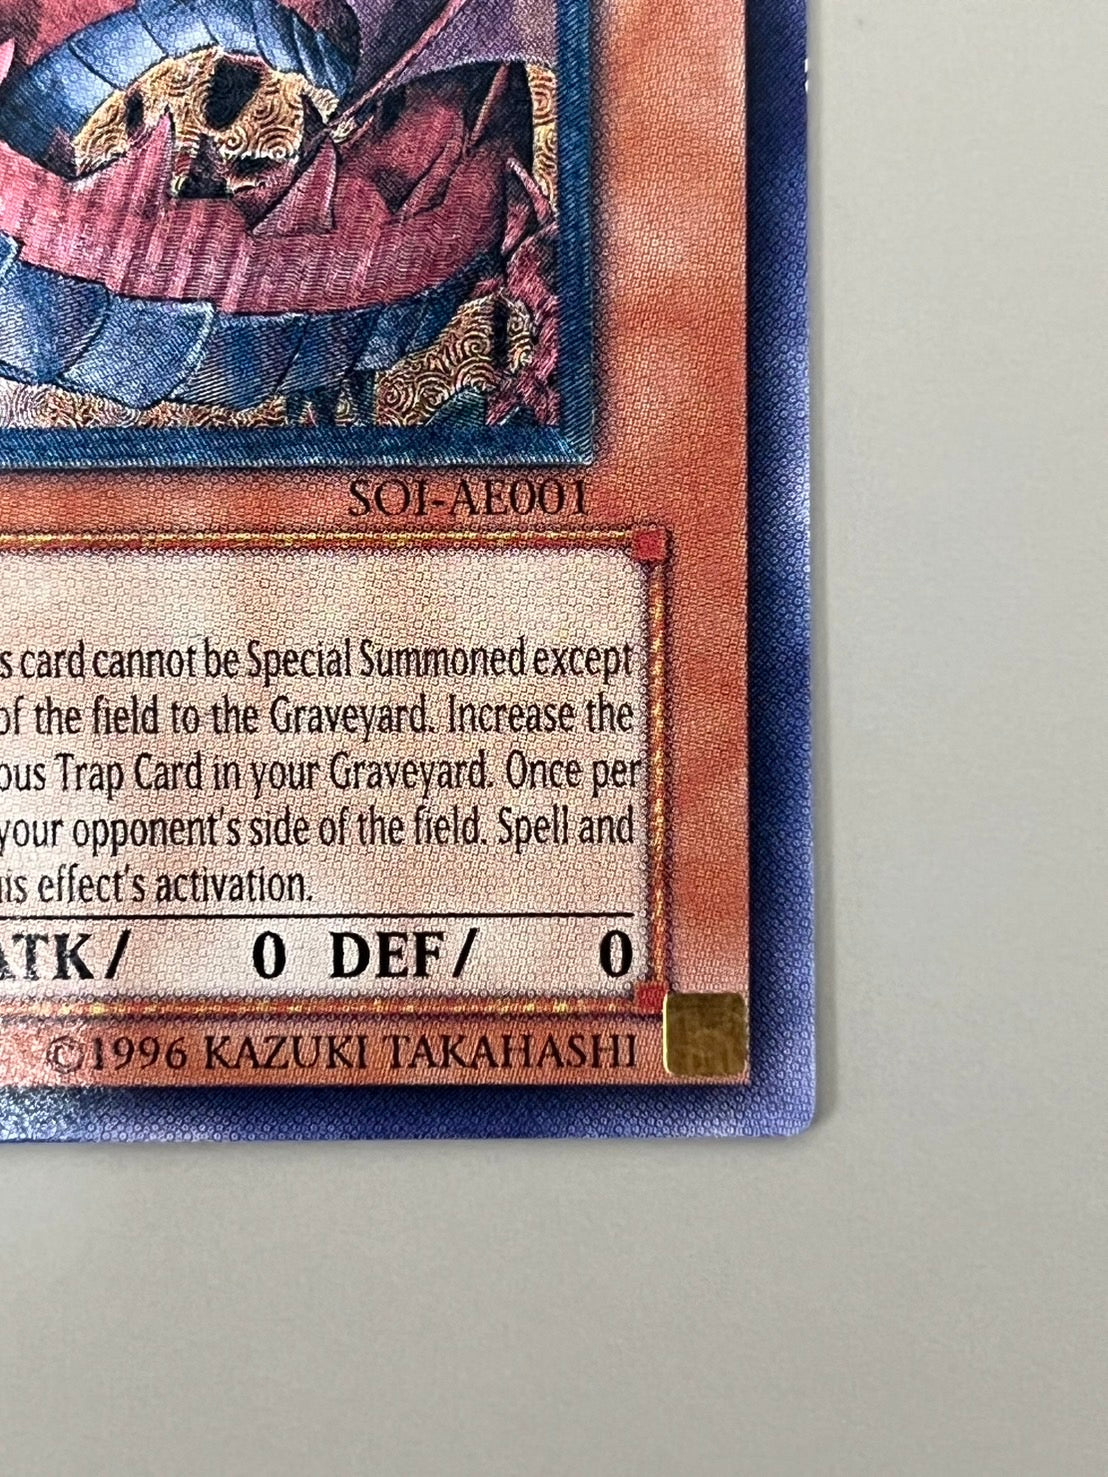 SOI-AE001
s card cannot be Special Summoned except
of the field to the Graveyard. Increase the
ous Trap Card in your Graveyard. Once per
your opponent's side of the field. Spell and
is effect's activation.
ATK/ 0 DEF/ 0
©1996 KAZUKI TAKAHASHI